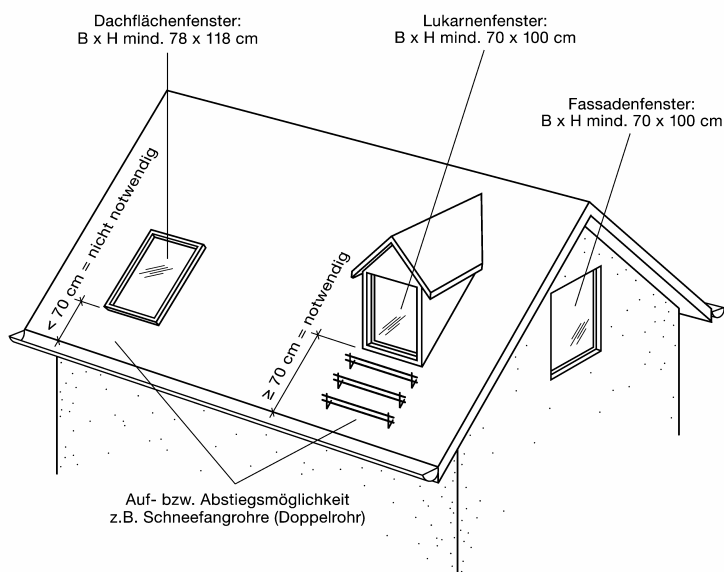 Dachflächenfenster:
B x H mind. 78 x 118 cm
Lukarnenfenster:
B x H mind. 70 x 100 cm
Fassadenfenster:
B x H mind. 70 x 100 cm
< 70 cm = nicht notwendig
≥ 70 cm = notwendig
Auf- bzw. Abstiegsmöglichkeit
z.B. Schneefangrohre (Doppelrohr)